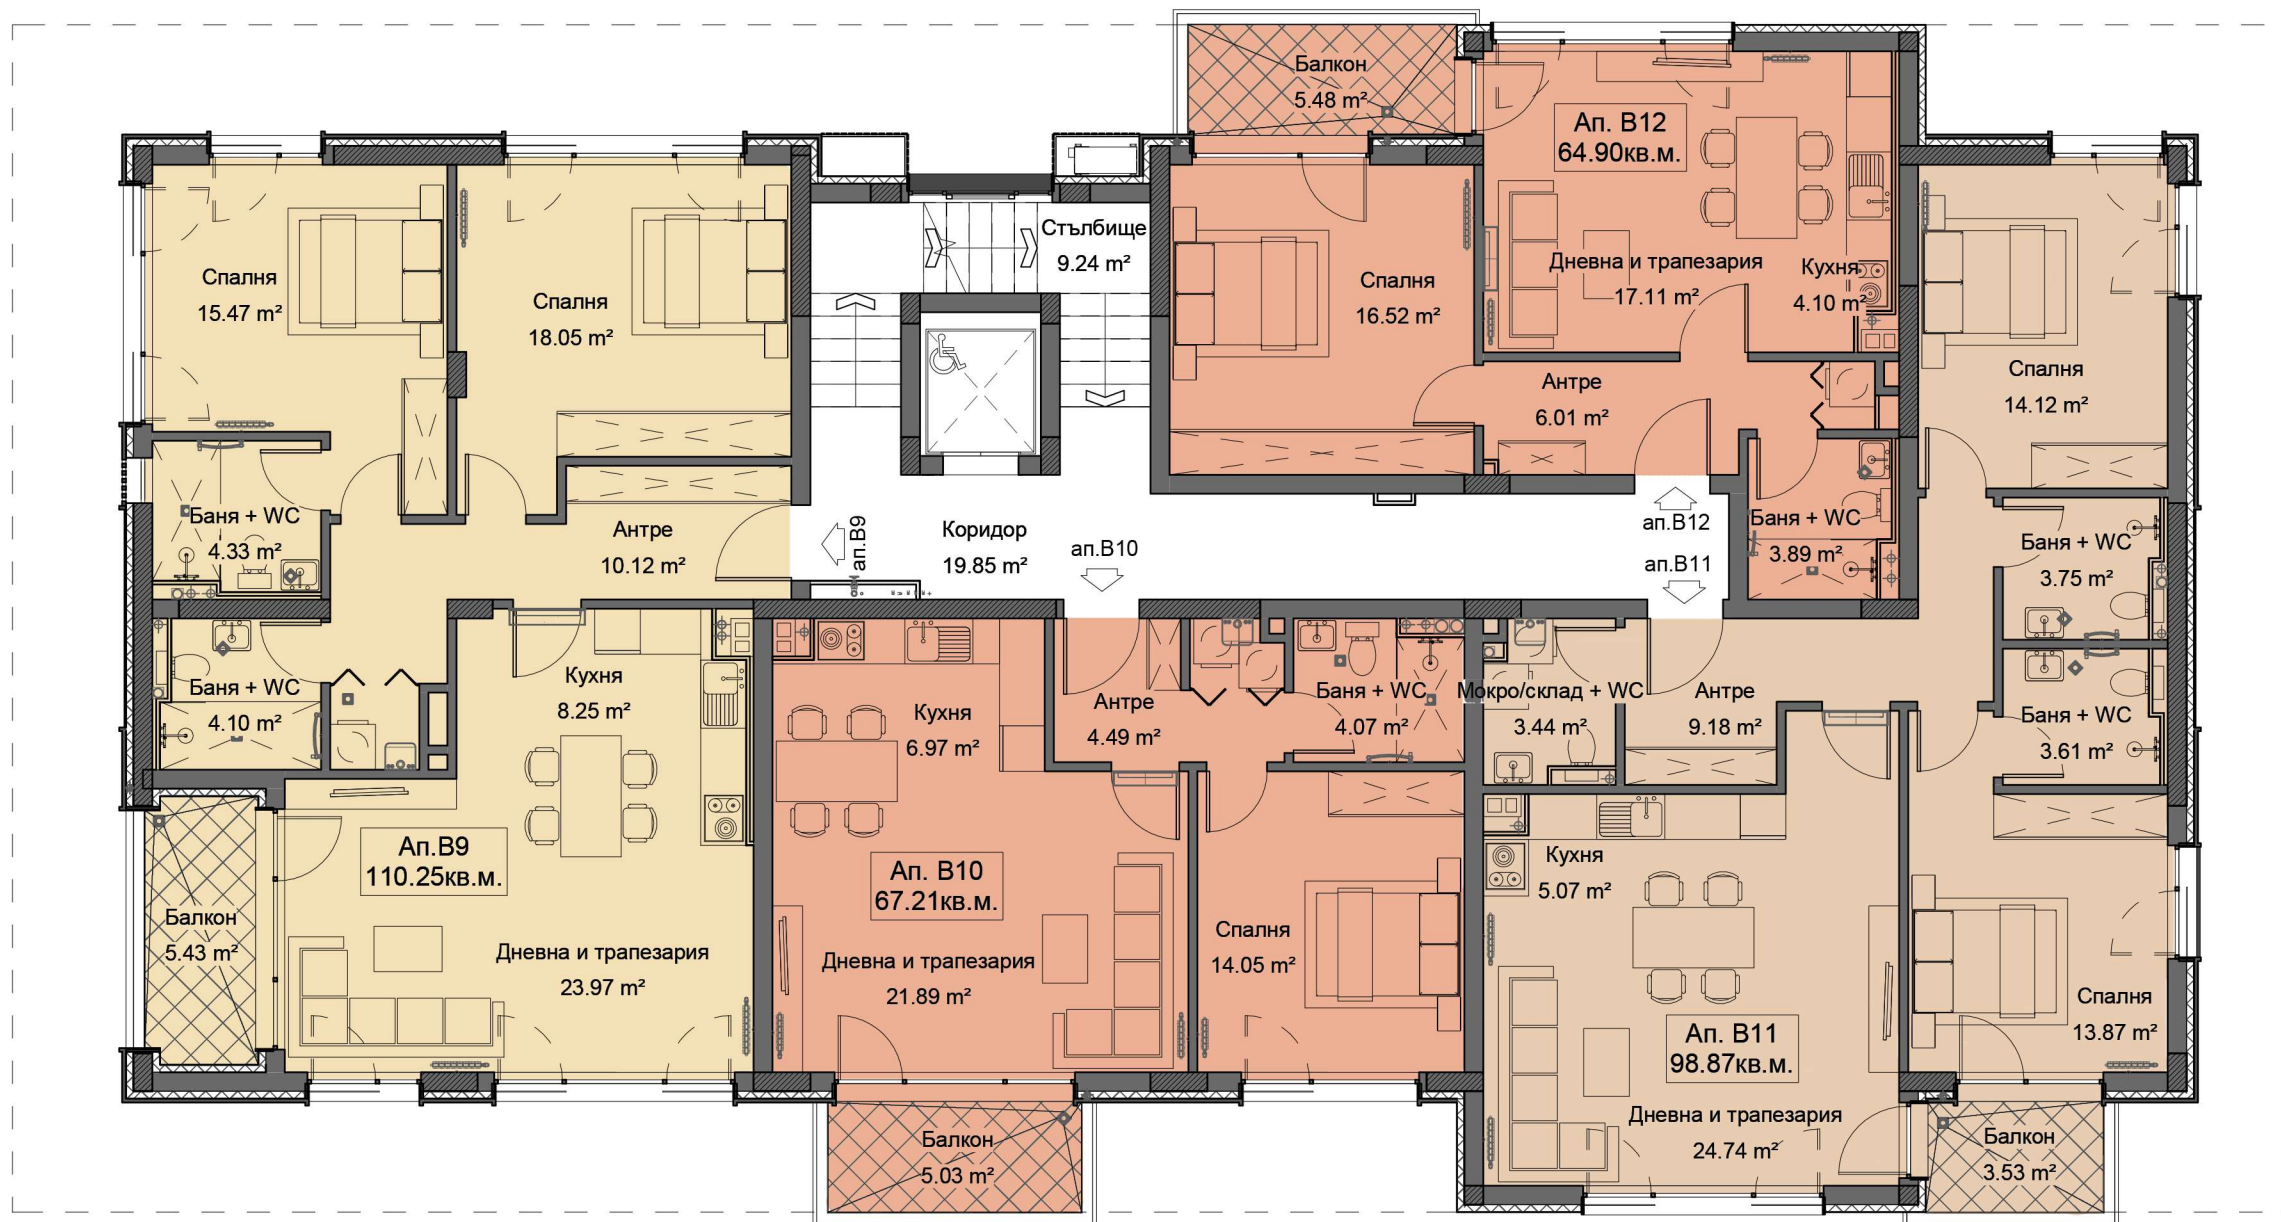 Балкон
5.48 m²
Ап. В12
64.90кв.м.
Стълбище
9.24 m²
Спалня
15.47 m²
Спалня
18.05 m²
Спалня
16.52 m²
Дневна и трапезария
17.11 m²
Кухня
4.10 m²
Спалня
14.12 m²
Антре
6.01 m²
Баня + WC
4.33 m²
Антре
10.12 m²
ап.В9
Коридор
19.85 m²
ап.В10
ап.В12
ап.В11
Баня + WC
3.89 m²
Баня + WC
3.75 m²
Баня + WC
4.10 m²
Кухня
8.25 m²
Кухня
6.97 m²
Антре
4.49 m²
Баня + WC
4.07 m²
Мокро/склад + WC
3.44 m²
Антре
9.18 m²
Баня + WC
3.61 m²
Ап.В9
110.25кв.м.
Ап. В10
67.21кв.м.
Кухня
5.07 m²
Балкон
5.43 m²
Дневна и трапезария
23.97 m²
Дневна и трапезария
21.89 m²
Спалня
14.05 m²
Ап. В11
98.87кв.м.
Спалня
13.87 m²
Дневна и трапезария
24.74 m²
Балкон
5.03 m²
Балкон
3.53 m²